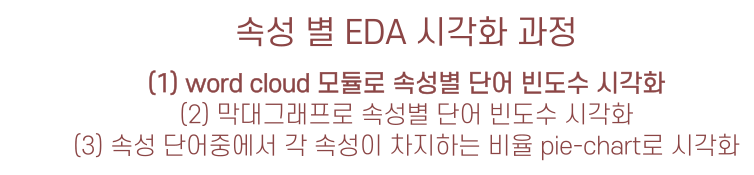 속성 별 EDA 시각화 과정
(1) word cloud 모듈로 속성별 단어 빈도수 시각화
(2) 막대그래프로 속성별 단어 빈도수 시각화
(3) 속성 단어중에서 각 속성이 차지하는 비율 pie-chart로 시각화